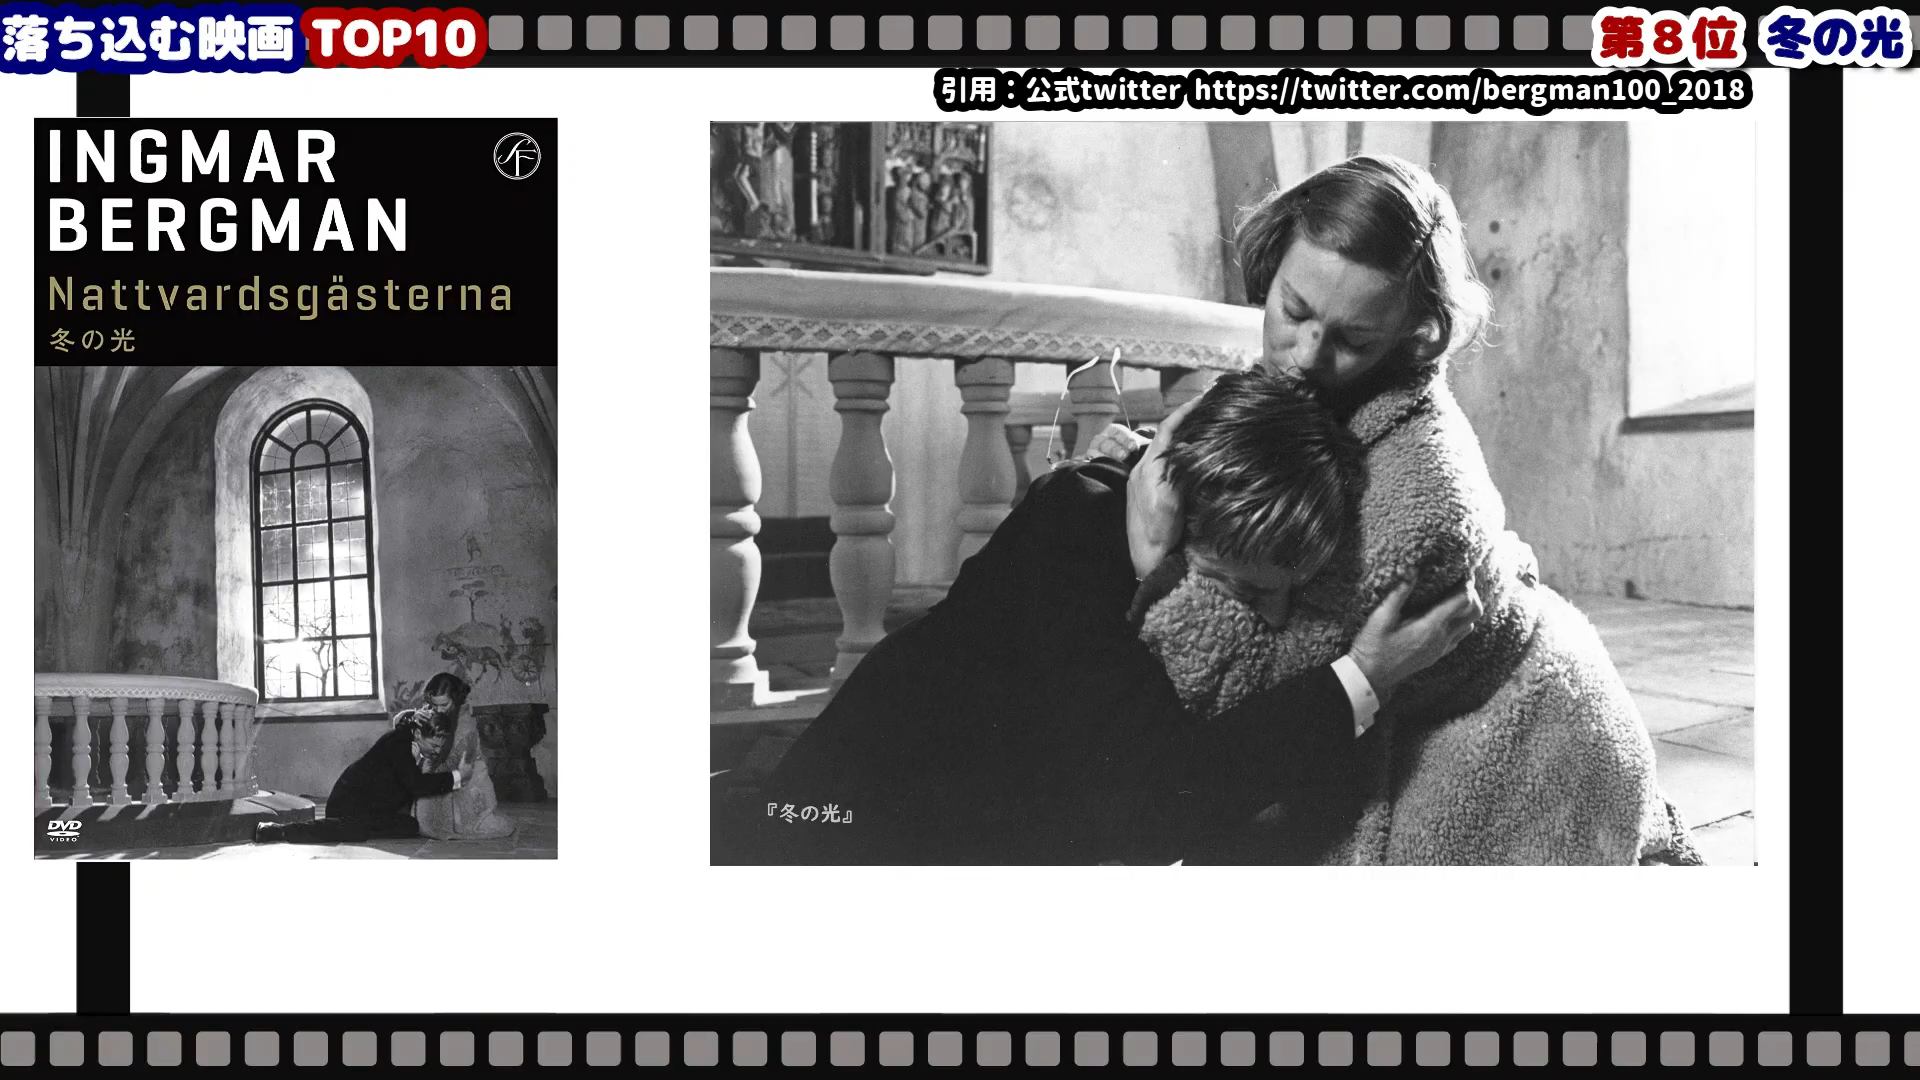 落ち込む映画 TOP10
第8位 冬の光
引用：公式twitter https://twitter.com/bergman100_2018
INGMAR
BERGMAN
SF
Nattvardsgästerna
冬の光
DVD
VIDEO
『冬の光』